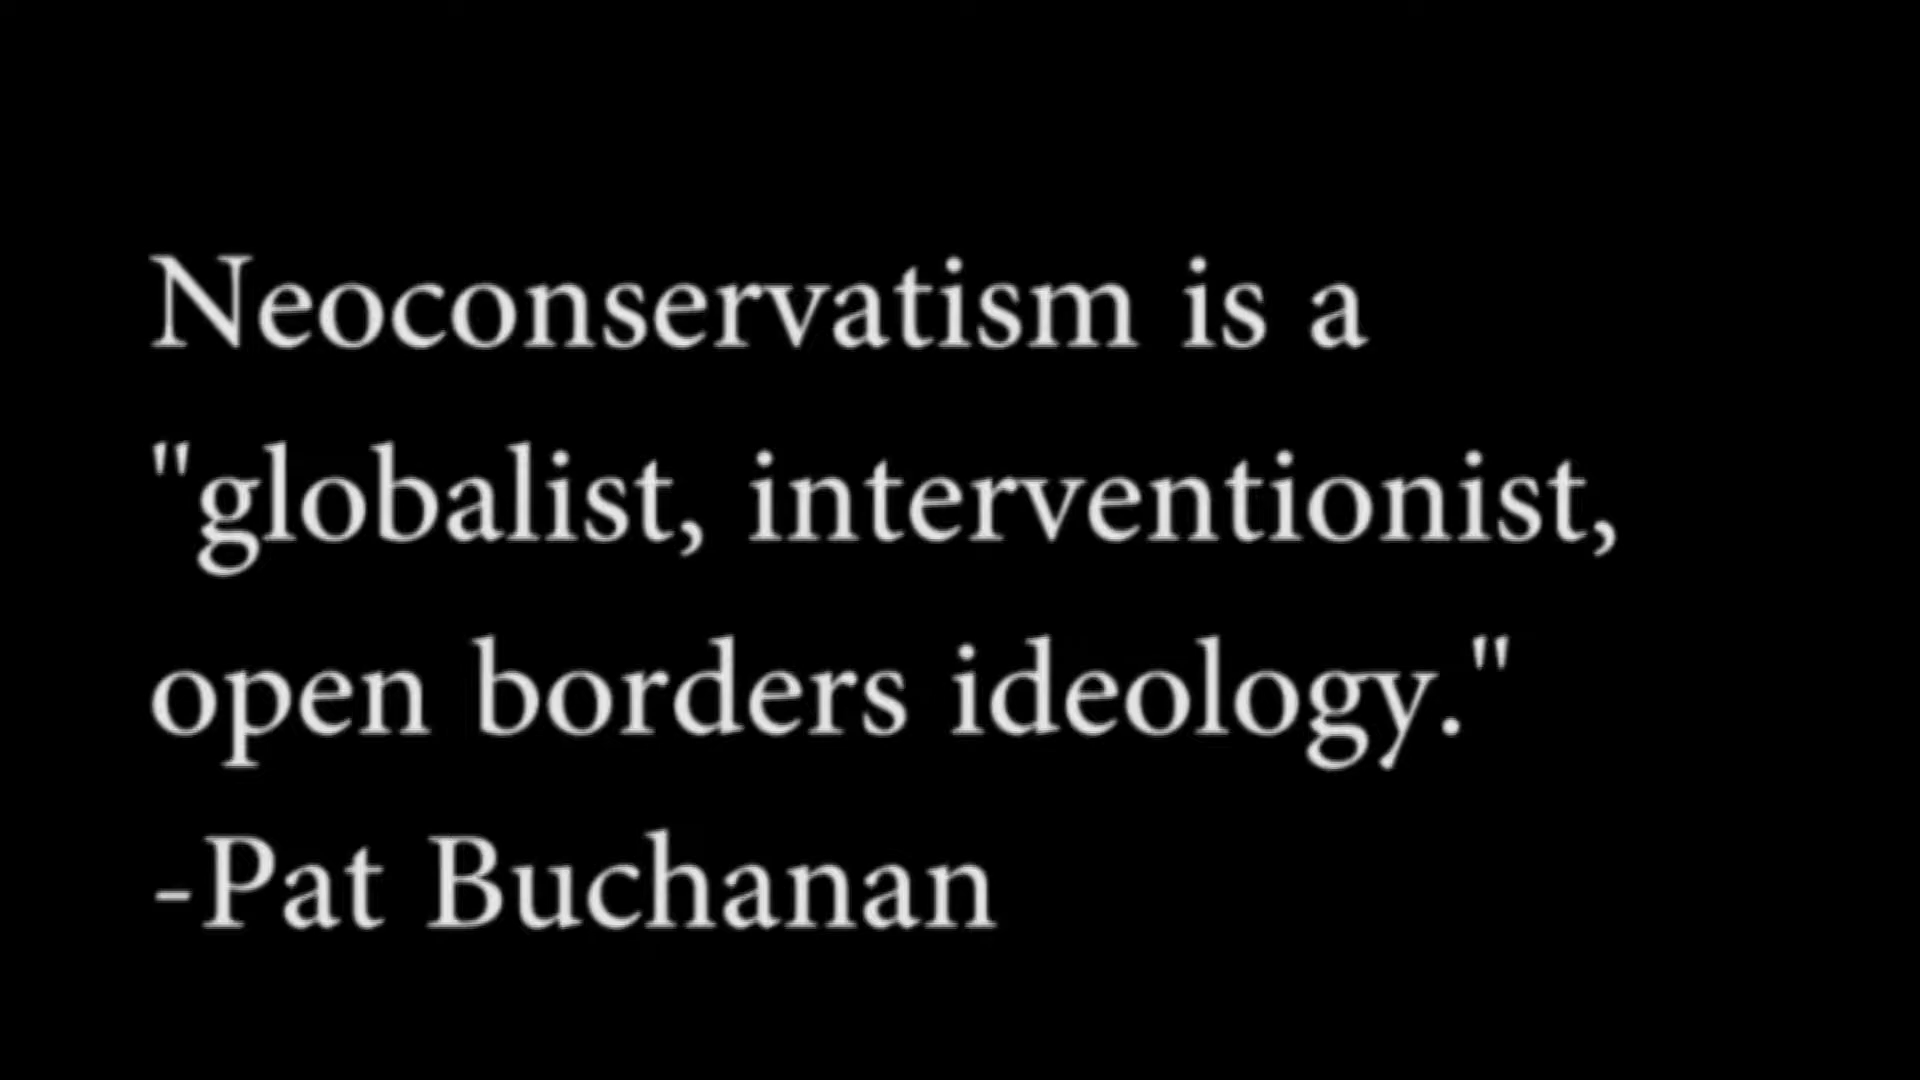 Neoconservatism is a
"globalist, interventionist,
open borders ideology."
-Pat Buchanan